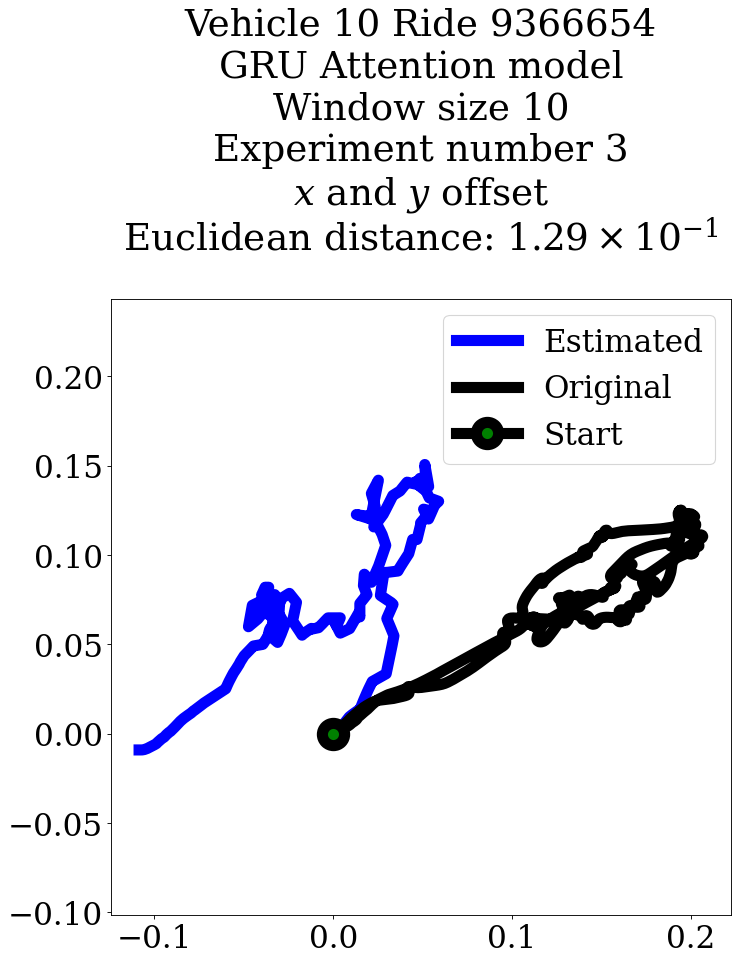 Vehicle 10 Ride 9366654
GRU Attention model
Window size 10
Experiment number 3
x and y offset
Euclidean distance: 1.29 × 10⁻¹
Estimated
Original
Start
0.20
0.15
0.10
0.05
0.00
−0.05
−0.10
−0.1 0.0 0.1 0.2